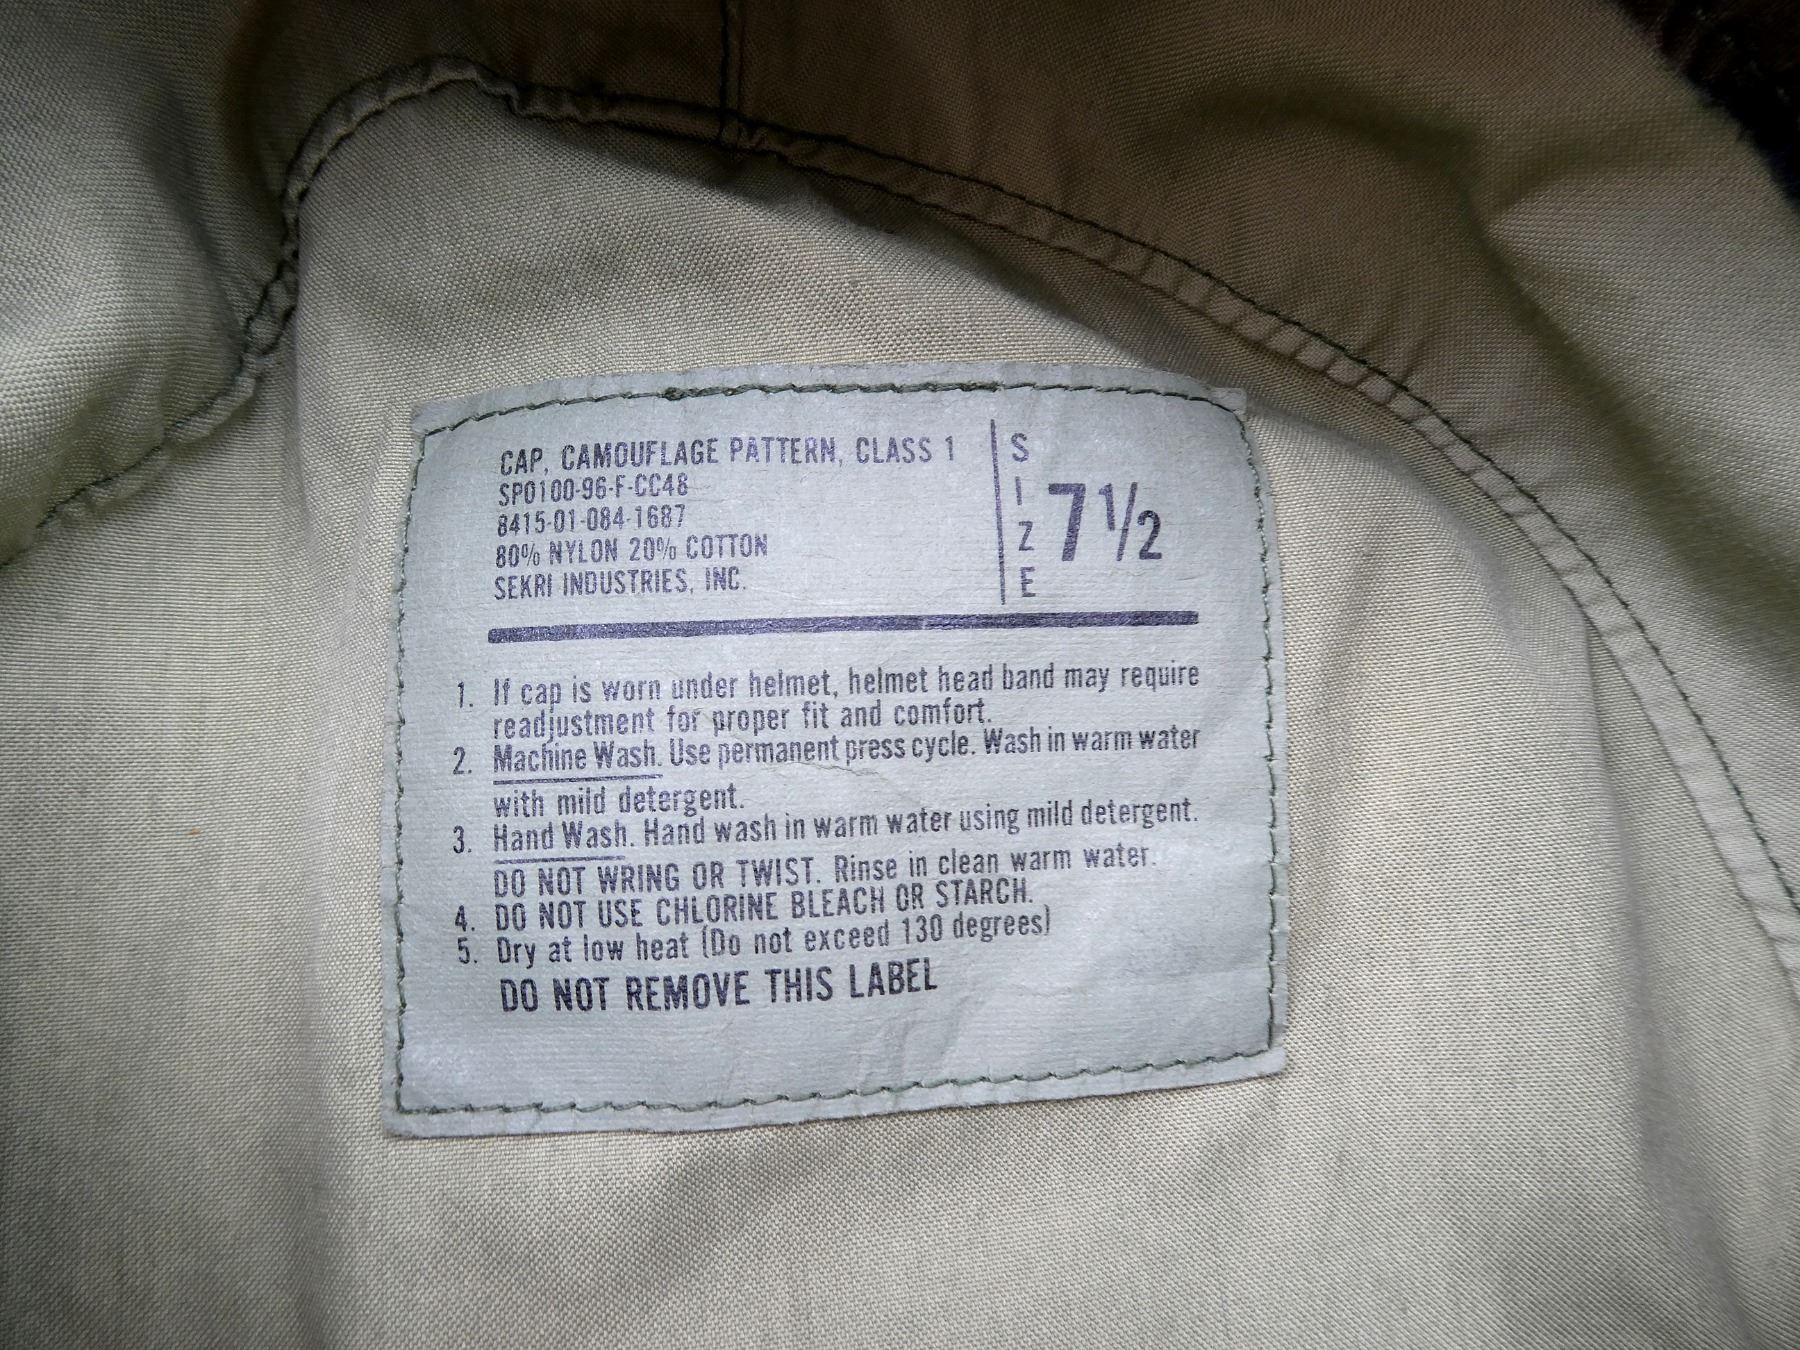 CAP, CAMOUFLAGE PATTERN, CLASS 1
SP0100-96-F-CC48
8415-01-084-1687
80% NYLON 20% COTTON
SEKRI INDUSTRIES, INC.
SIZE
7 1/2
1. If cap is worn under helmet, helmet head band may require
readjustment for proper fit and comfort.
2. Machine Wash. Use permanent press cycle. Wash in warm water
with mild detergent.
3. Hand Wash. Hand wash in warm water using mild detergent.
DO NOT WRING OR TWIST. Rinse in clean warm water.
4. DO NOT USE CHLORINE BLEACH OR STARCH.
5. Dry at low heat (Do not exceed 130 degrees)
DO NOT REMOVE THIS LABEL